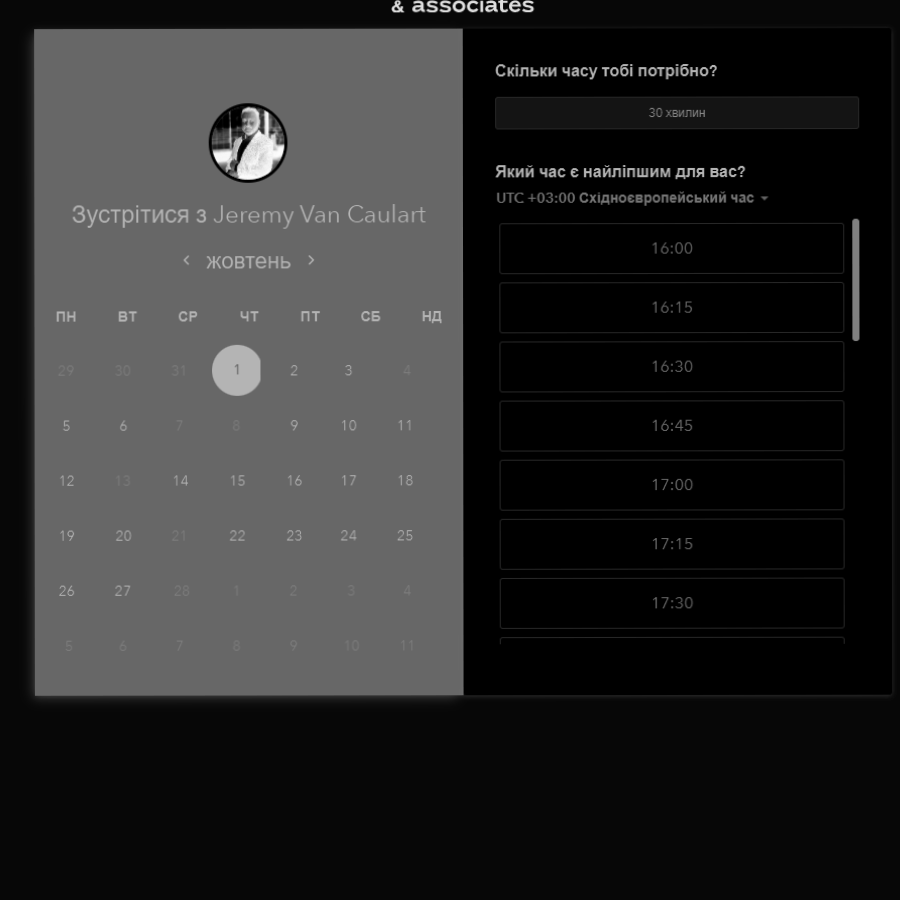 & associates
Зустрітися з Jeremy Van Caulart
жовтень
ПН ВТ СР ЧТ ПТ СБ НД
29 30 31 1 2 3 4
5 6 7 8 9 10 11
12 13 14 15 16 17 18
19 20 21 22 23 24 25
26 27 28 1 2 3 4
5 6 7 8 9 10 11
Скільки часу тобі потрібно?
30 хвилин
Який час є найліпшим для вас?
UTC +03:00 Східноєвропейський час
16:00
16:15
16:30
16:45
17:00
17:15
17:30